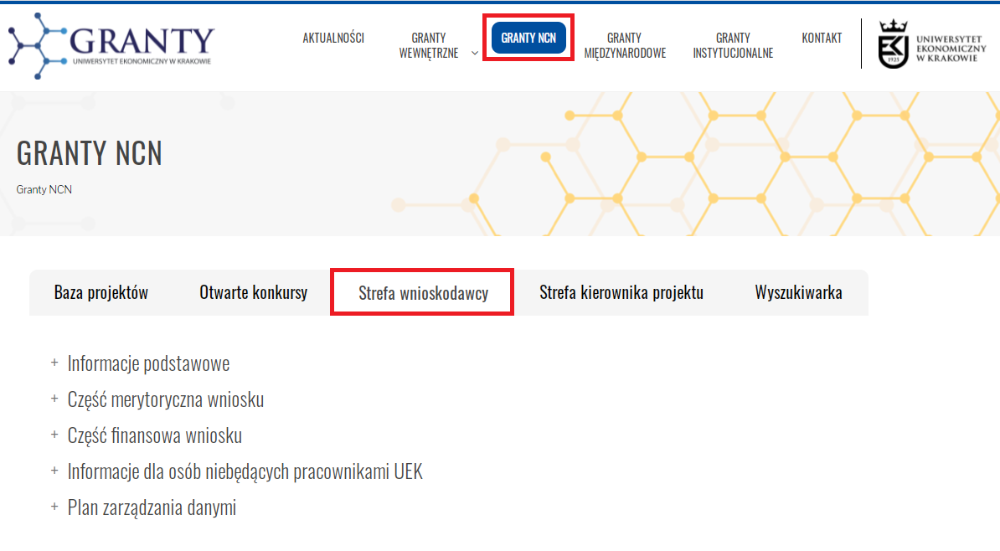 GRANTY
UNIWERSYTET EKONOMICZNY W KRAKOWIE
AKTUALNOŚCI
GRANTY
WEWNĘTRZNE
GRANTY NCN
GRANTY
MIĘDZYNARODOWE
GRANTY
INSTYTUCJONALNE
KONTAKT
1925
UNIWERSYTET
EKONOMICZNY
W KRAKOWIE
GRANTY NCN
Granty NCN
Baza projektów
Otwarte konkursy
Strefa wnioskodawcy
Strefa kierownika projektu
Wyszukiwarka
+ Informacje podstawowe
+ Część merytoryczna wniosku
+ Część finansowa wniosku
+ Informacje dla osób niebędących pracownikami UEK
+ Plan zarządzania danymi